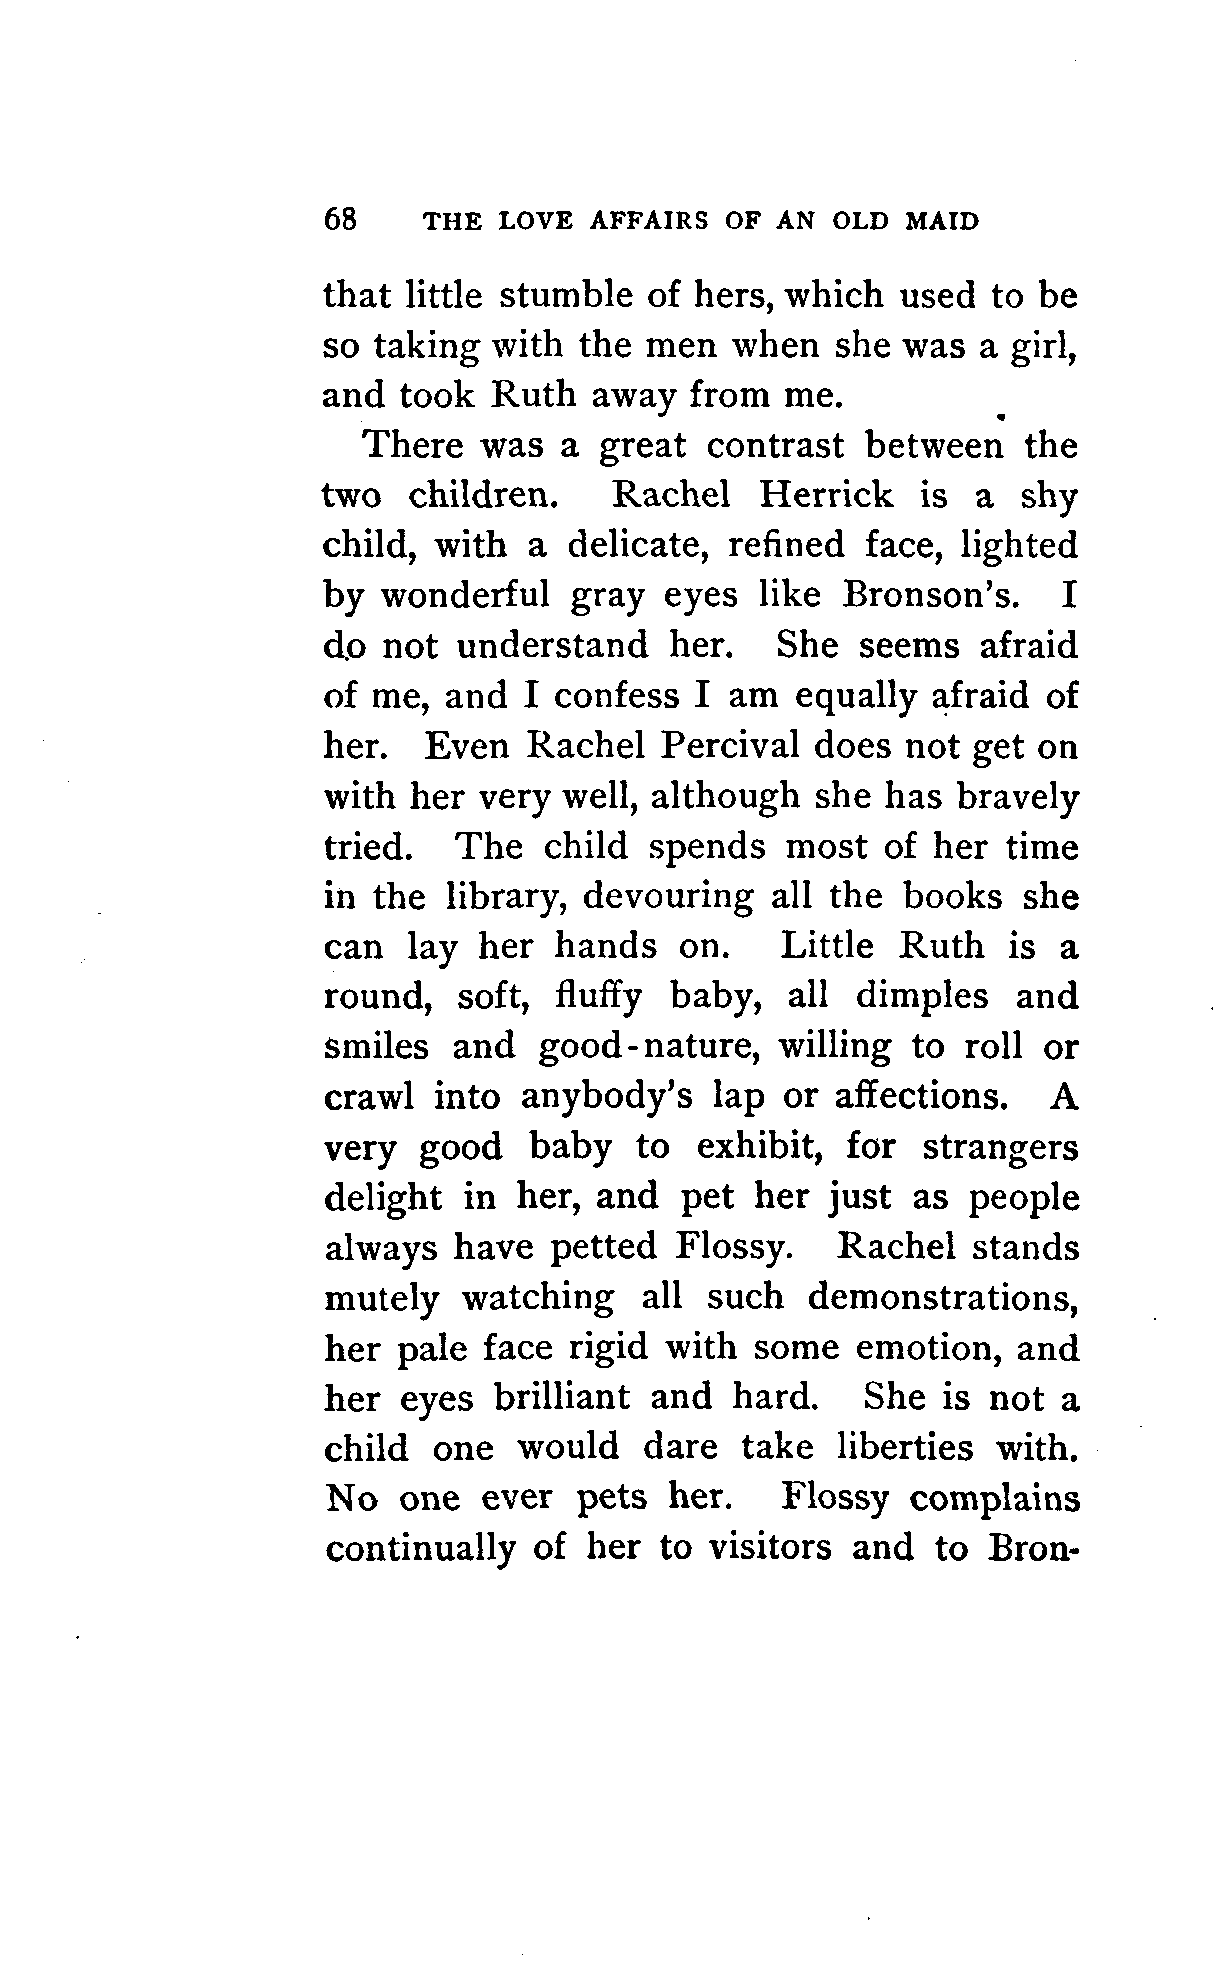 68 THE LOVE AFFAIRS OF AN OLD MAID
that little stumble of hers, which used to be
so taking with the men when she was a girl,
and took Ruth away from me.
There was a great contrast between the
two children. Rachel Herrick is a shy
child, with a delicate, refined face, lighted
by wonderful gray eyes like Bronson's. I
do not understand her. She seems afraid
of me, and I confess I am equally afraid of
her. Even Rachel Percival does not get on
with her very well, although she has bravely
tried. The child spends most of her time
in the library, devouring all the books she
can lay her hands on. Little Ruth is a
round, soft, fluffy baby, all dimples and
smiles and good-nature, willing to roll or
crawl into anybody's lap or affections. A
very good baby to exhibit, for strangers
delight in her, and pet her just as people
always have petted Flossy. Rachel stands
mutely watching all such demonstrations,
her pale face rigid with some emotion, and
her eyes brilliant and hard. She is not a
child one would dare take liberties with.
No one ever pets her. Flossy complains
continually of her to visitors and to Bron-